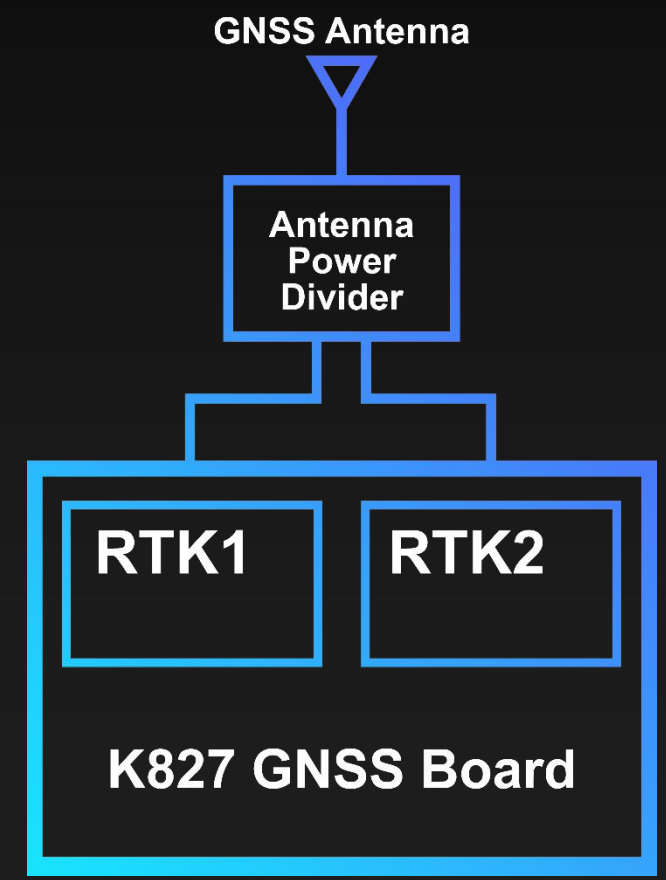 GNSS Antenna
Antenna
Power
Divider
RTK1
RTK2
K827 GNSS Board